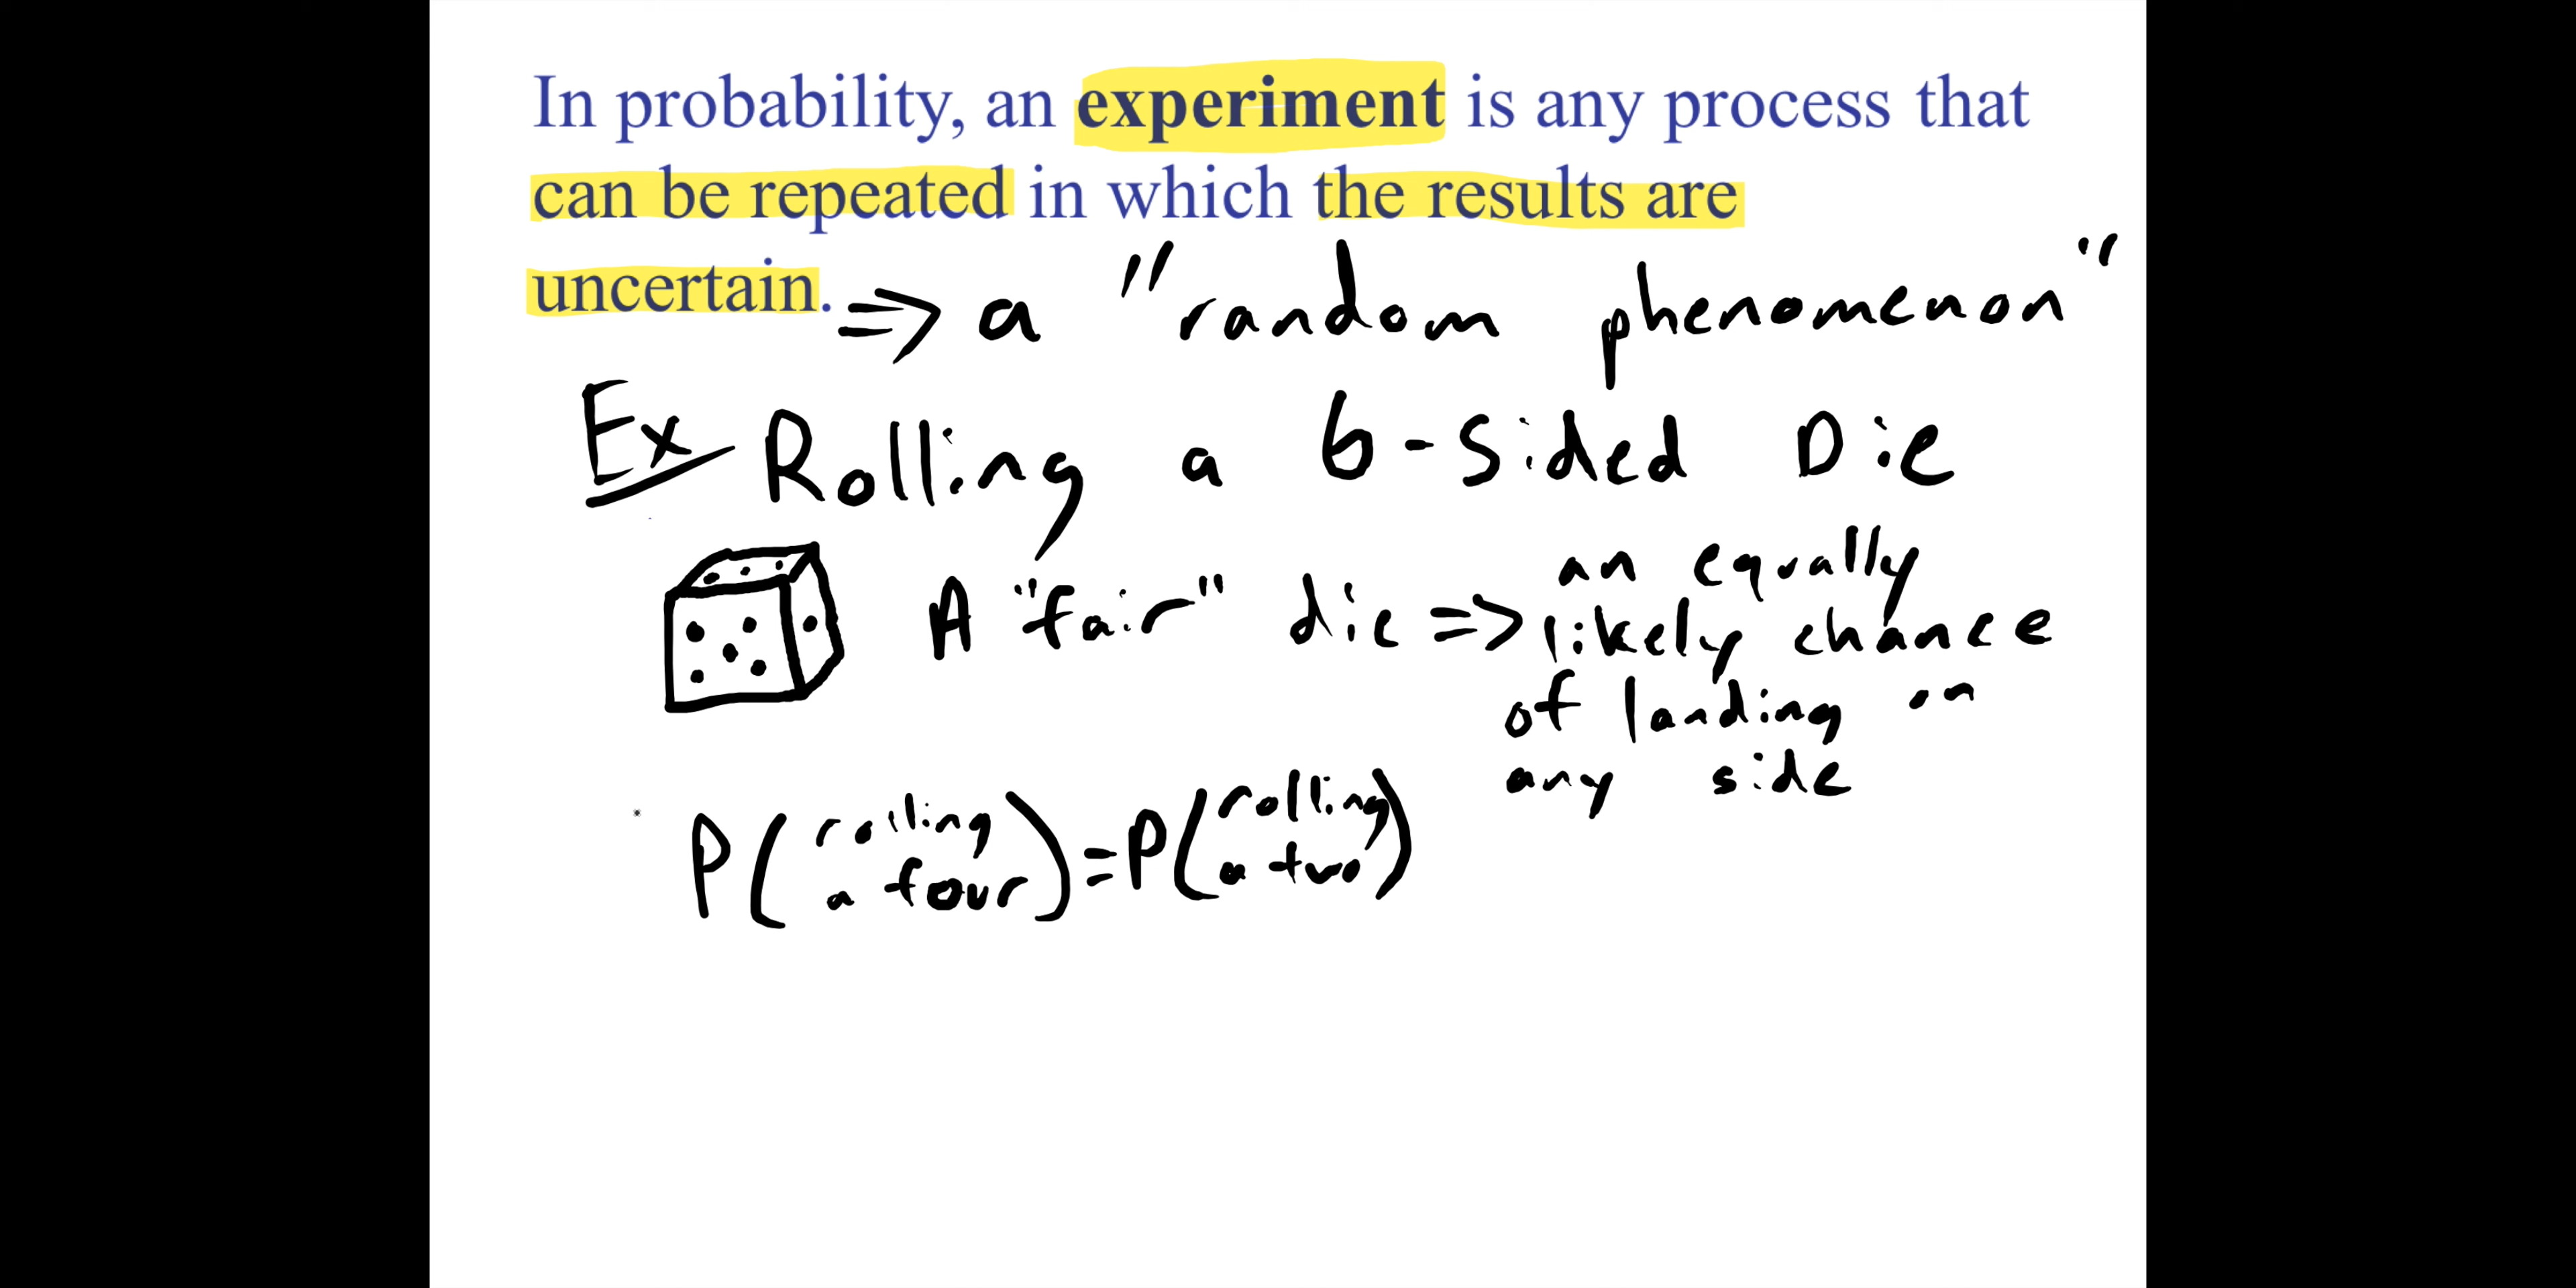 In probability, an experiment is any process that
can be repeated in which the results are
uncertain. => a "random phenomenon"
Ex Rolling a 6-Sided Die
A "fair" die => an equally
likely chance
of landing on
any side
P(rolling a four)=P(rolling a two)